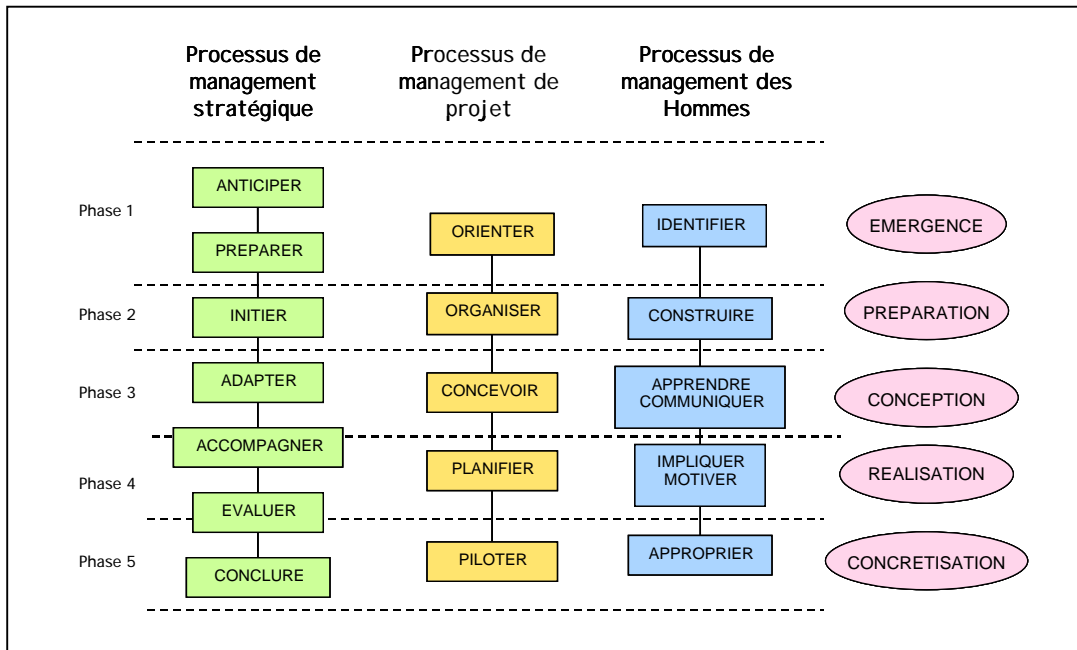 Processus de
management
stratégique
Processus de
management de
projet
Processus de
management des
Hommes
Phase 1
ANTICIPER
PREPARER
ORIENTER
IDENTIFIER
EMERGENCE
Phase 2
INITIER
ORGANISER
CONSTRUIRE
PREPARATION
Phase 3
ADAPTER
CONCEVOIR
APPRENDRE
COMMUNIQUER
CONCEPTION
ACCOMPAGNER
Phase 4
EVALUER
PLANIFIER
IMPLIQUER
MOTIVER
REALISATION
Phase 5
CONCLURE
PILOTER
APPROPRIER
CONCRETISATION